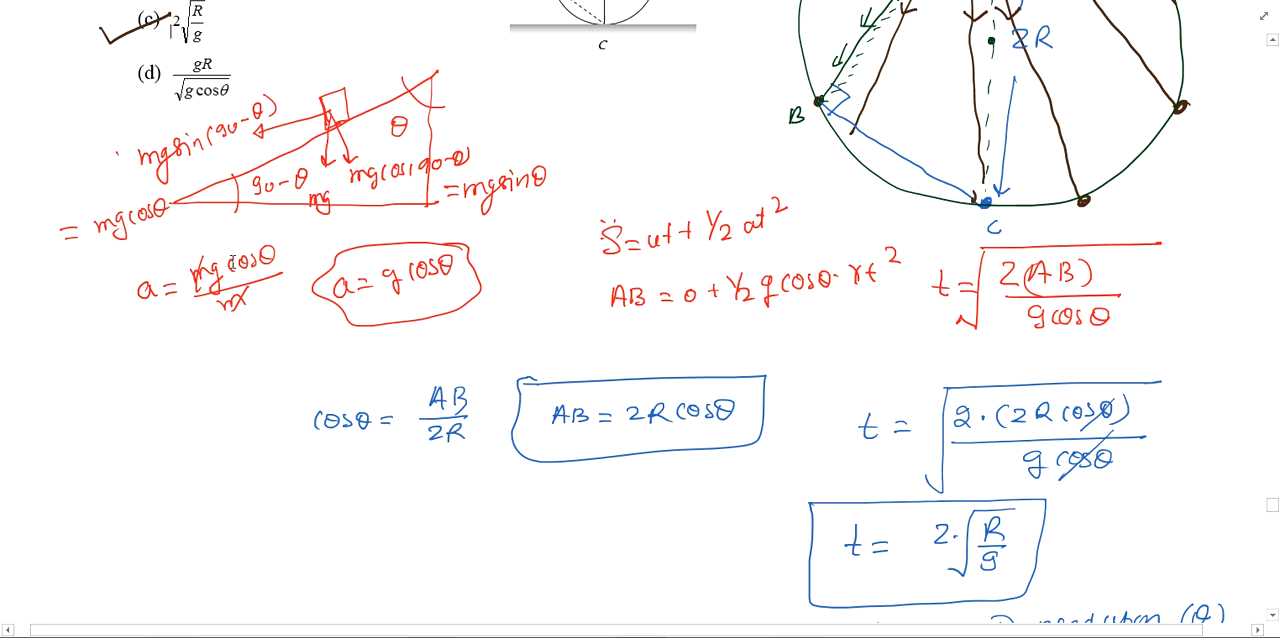 (c) 2√(R/g)
(d) gR/√(g cosθ)
C
2R
B
C
θ
mg sin(90-θ)
= mg cosθ
90-θ
mg
mg cos(90-θ)
= mg sinθ
a = mg cosθ / m
a = g cosθ
S = ut + 1/2 at²
AB = 0 + 1/2 g cosθ · xt²
t = √(2(AB) / g cosθ)
cosθ = AB / 2R
AB = 2R cosθ
t = √(2·(2R cosθ) / g cosθ)
t = 2·√(R/g)